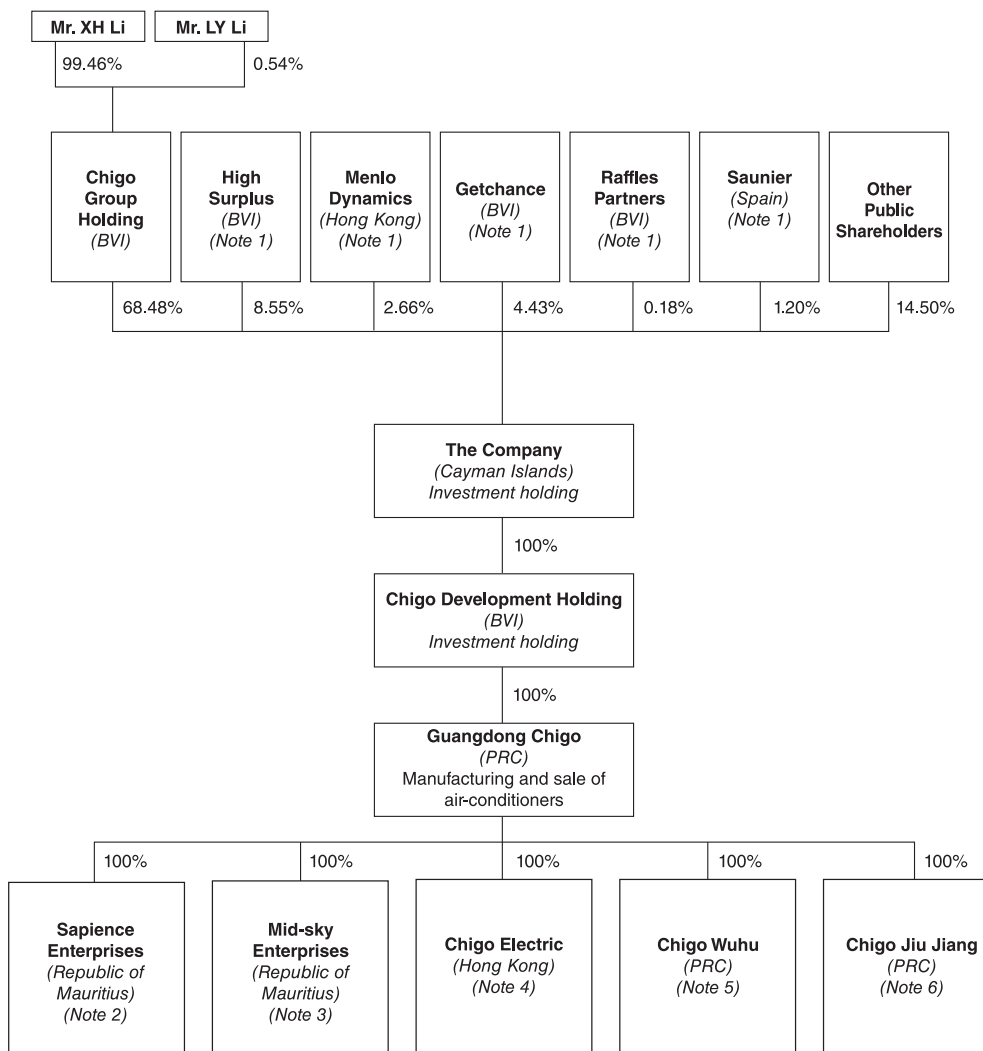 Mr. XH Li
Mr. LY Li
99.46%
0.54%
Chigo
Group
Holding
(BVI)
High
Surplus
(BVI)
(Note 1)
Menlo
Dynamics
(Hong Kong)
(Note 1)
Getchance
(BVI)
(Note 1)
Raffles
Partners
(BVI)
(Note 1)
Saunier
(Spain)
(Note 1)
Other
Public
Shareholders
68.48%
8.55%
2.66%
4.43%
0.18%
1.20%
14.50%
The Company
(Cayman Islands)
Investment holding
100%
Chigo Development Holding
(BVI)
Investment holding
100%
Guangdong Chigo
(PRC)
Manufacturing and sale of
air-conditioners
100%
100%
100%
100%
100%
Sapience
Enterprises
(Republic of
Mauritius)
(Note 2)
Mid-sky
Enterprises
(Republic of
Mauritius)
(Note 3)
Chigo Electric
(Hong Kong)
(Note 4)
Chigo Wuhu
(PRC)
(Note 5)
Chigo Jiu Jiang
(PRC)
(Note 6)